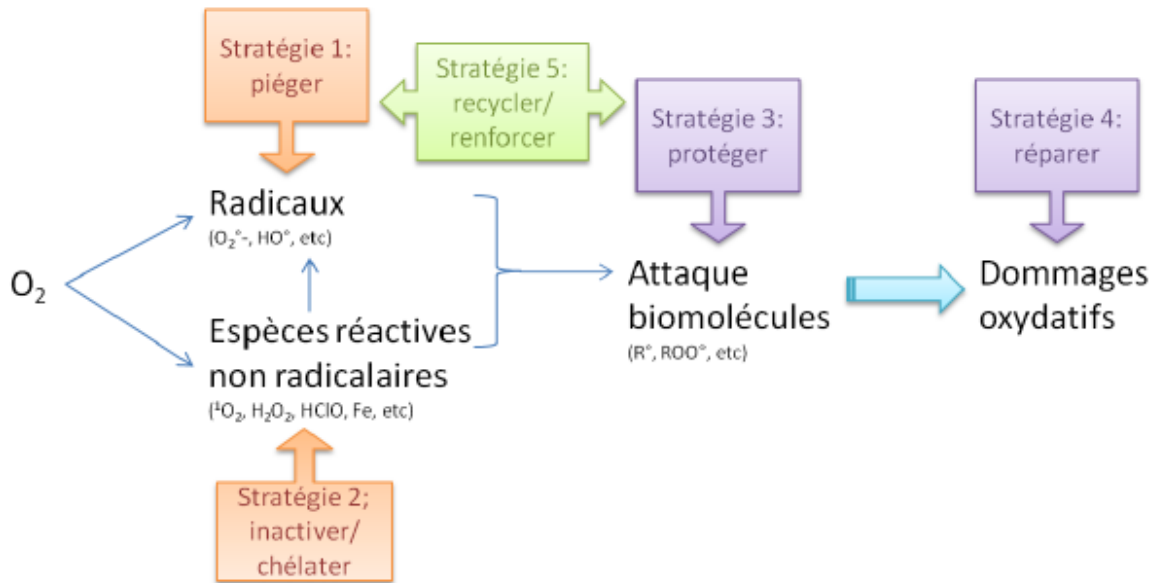 Stratégie 1:
piéger
Stratégie 5:
recycler/
renforcer
Stratégie 3:
protéger
Stratégie 4:
réparer
Radicaux
(O₂°-, HO°, etc)
O₂
Espèces réactives
non radicalaires
(¹O₂, H₂O₂, HClO, Fe, etc)
Attaque
biomolécules
(R°, ROO°, etc)
Dommages
oxydatifs
Stratégie 2;
inactiver/
chélater